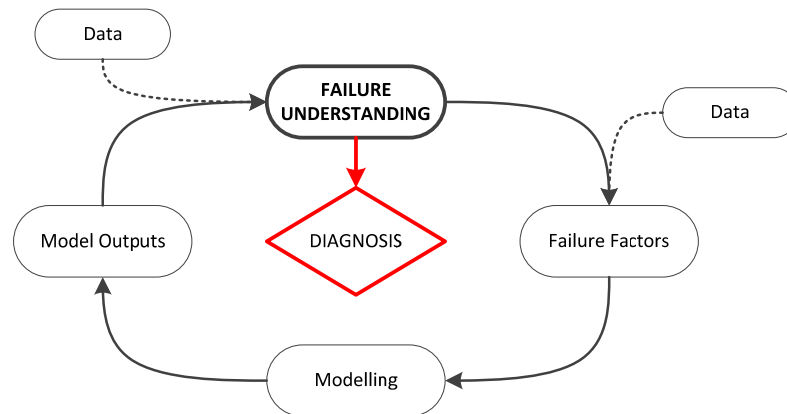 Data
FAILURE
UNDERSTANDING
Data
Model Outputs
DIAGNOSIS
Failure Factors
Modelling